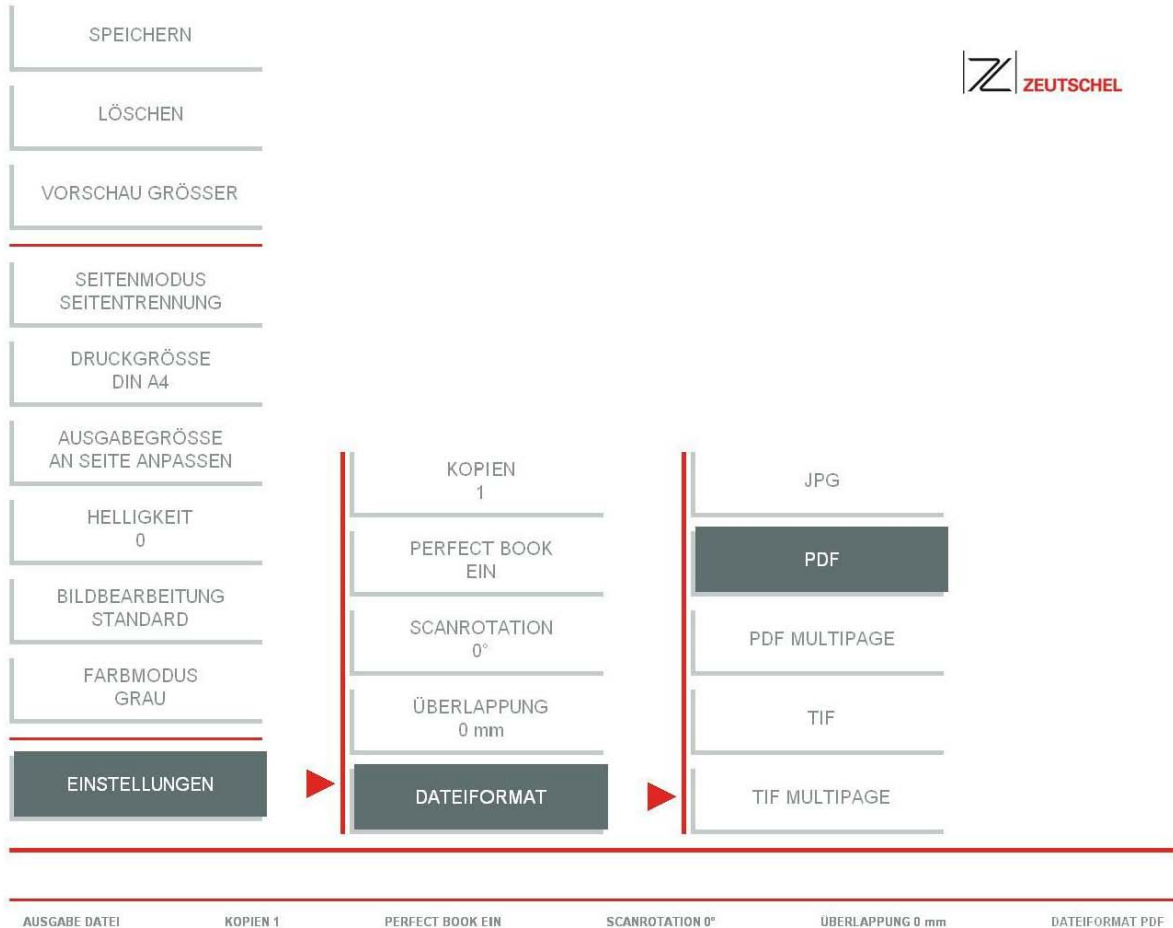 SPEICHERN
LÖSCHEN
VORSCHAU GRÖSSER
SEITENMODUS
SEITENTRENNUNG
DRUCKGRÖSSE
DIN A4
AUSGABEGRÖSSE
AN SEITE ANPASSEN
HELLIGKEIT
0
BILDBEARBEITUNG
STANDARD
FARBMODUS
GRAU
EINSTELLUNGEN
KOPIEN
1
PERFECT BOOK
EIN
SCANROTATION
0°
ÜBERLAPPUNG
0 mm
DATEIFORMAT
JPG
PDF
PDF MULTIPAGE
TIF
TIF MULTIPAGE
ZEUTSCHEL
AUSGABE DATEI KOPIEN 1 PERFECT BOOK EIN SCANROTATION 0° ÜBERLAPPUNG 0 mm DATEIFORMAT PDF